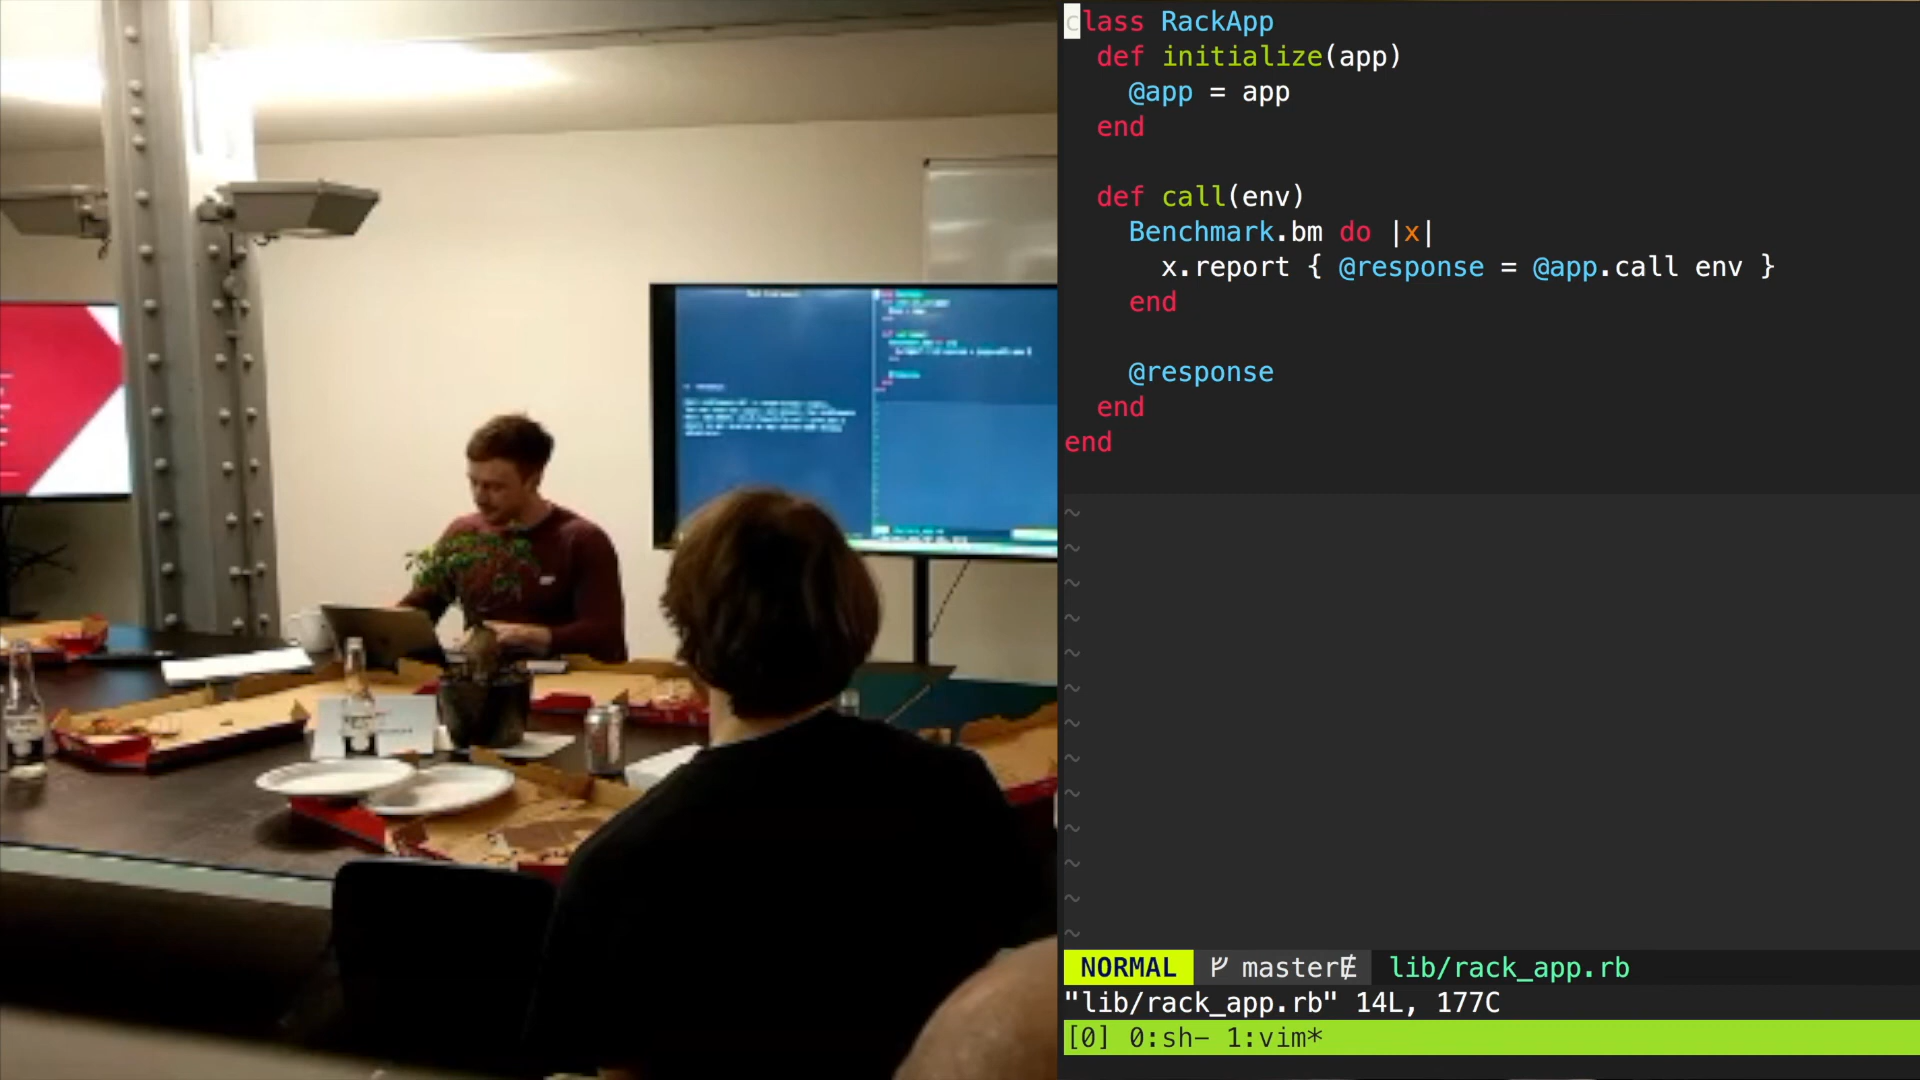 class RackApp
def initialize(app)
@app = app
end
def call(env)
Benchmark.bm do |x|
x.report { @response = @app.call env }
end
@response
end
end
~
~
~
~
~
~
~
~
~
~
~
~
~
NORMAL master lib/rack_app.rb
"lib/rack_app.rb" 14L, 177C
[0] 0:sh- 1:vim*